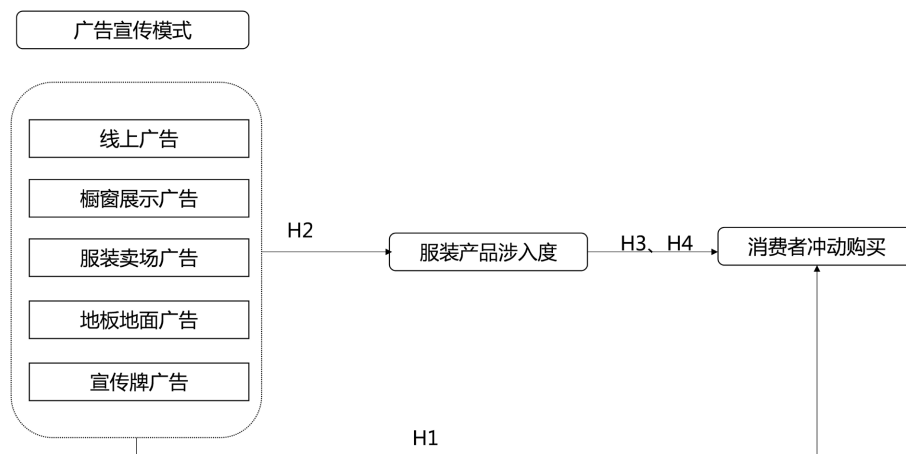 广告宣传模式
线上广告
橱窗展示广告
服装卖场广告
地板地面广告
宣传牌广告
H2
服装产品涉入度
H3、H4
消费者冲动购买
H1